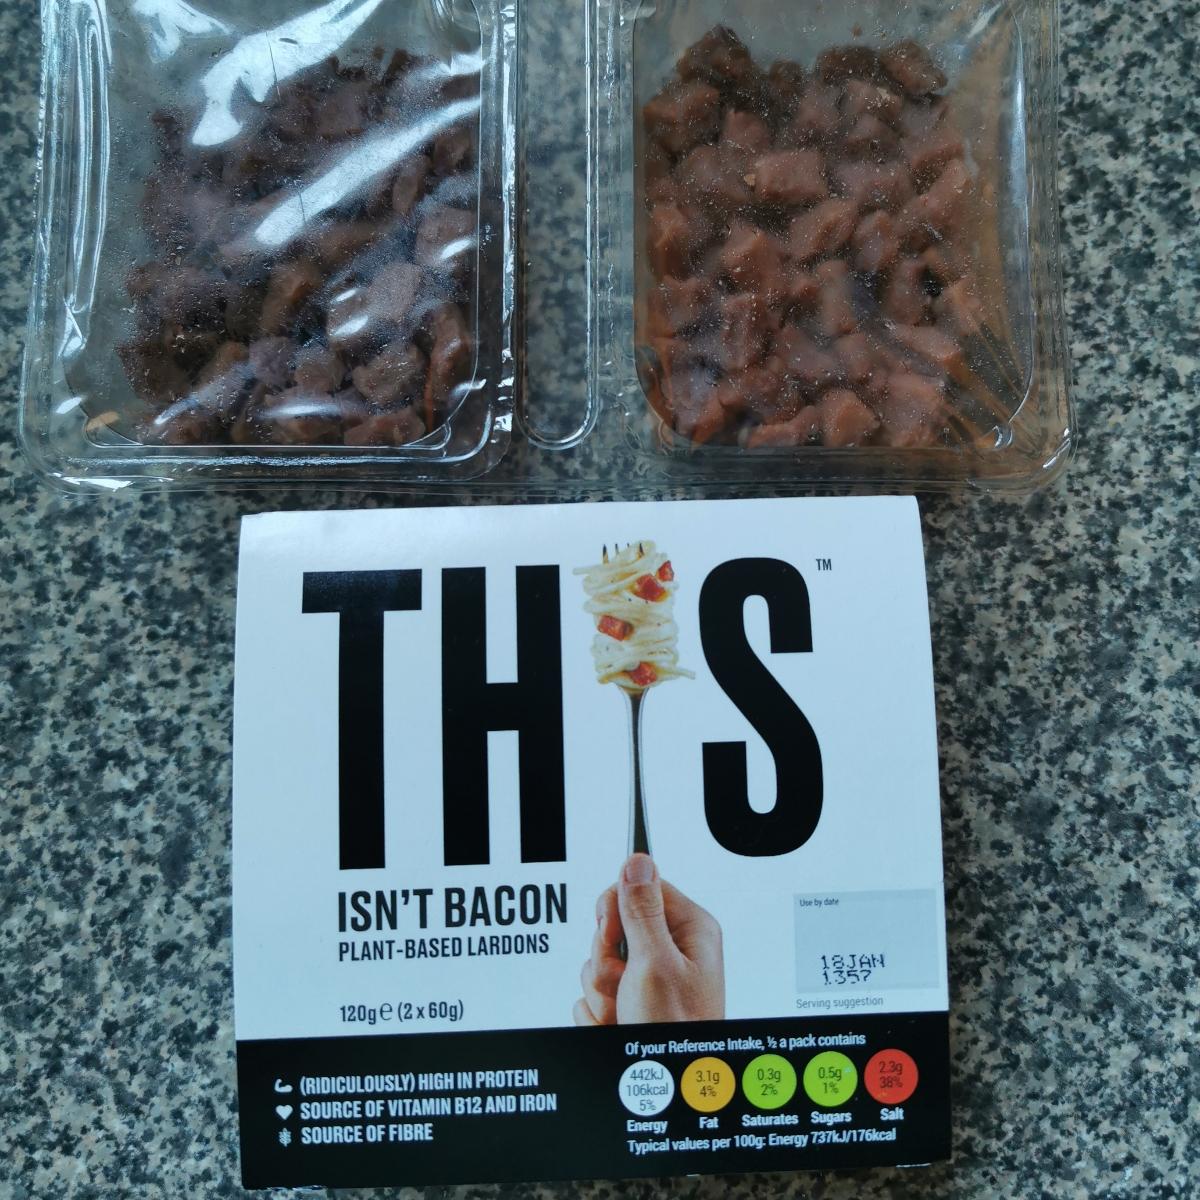 THIS™
ISN'T BACON
PLANT-BASED LARDONS
120g℮ (2 x 60g)
Use by date
18JAN
1357
Serving suggestion
(RIDICULOUSLY) HIGH IN PROTEIN
SOURCE OF VITAMIN B12 AND IRON
SOURCE OF FIBRE
Of your Reference Intake, ½ a pack contains
442kJ 106kcal 5% Energy
3.1g 4% Fat
0.3g 2% Saturates
0.5g 1% Sugars
2.3g 38% Salt
Typical values per 100g: Energy 737kJ/176kcal